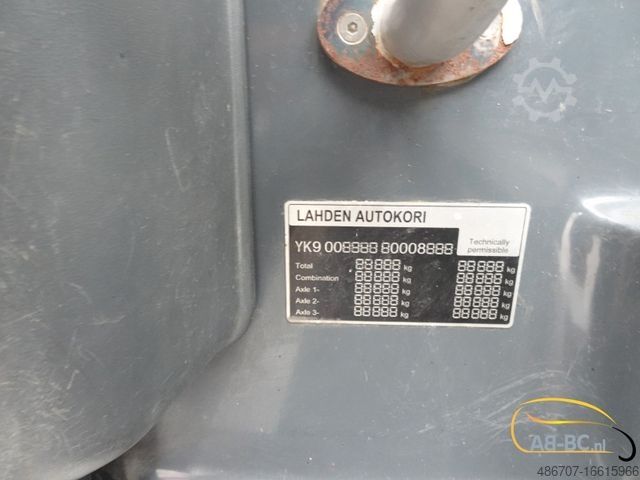 LAHDEN AUTOKORI
YK9 008888 80008888
Technically
permissible
Total 88888 kg 88888 kg
Combination 88888 kg 88888 kg
Axle 1- 88888 kg 88888 kg
Axle 2- 88888 kg 88888 kg
Axle 3- 88888 kg 88888 kg
A8-BC.nl
486707-16615966